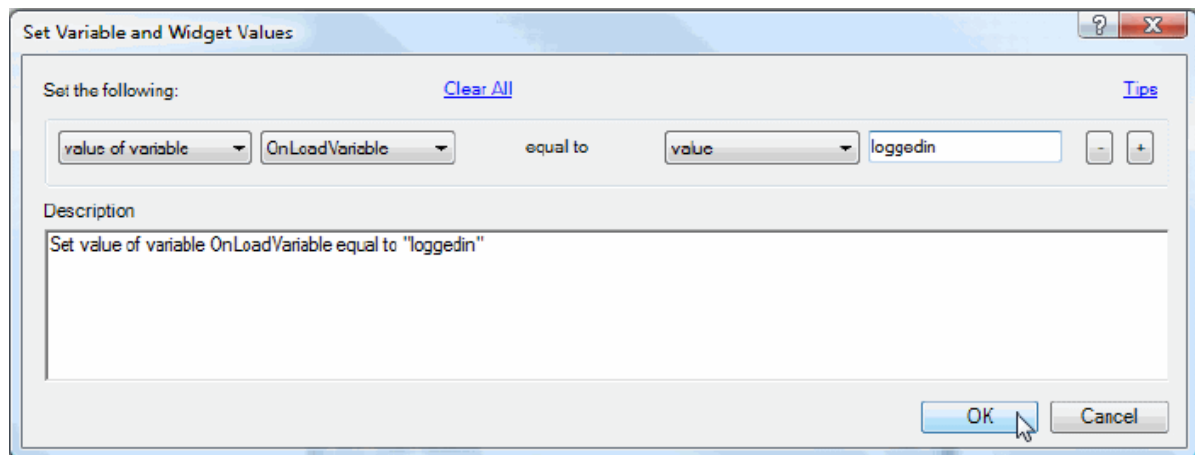 Set Variable and Widget Values ? X
Set the following: Clear All Tips
value of variable OnLoadVariable equal to value loggedin - +
Description
Set value of variable OnLoadVariable equal to "loggedin"
OK Cancel